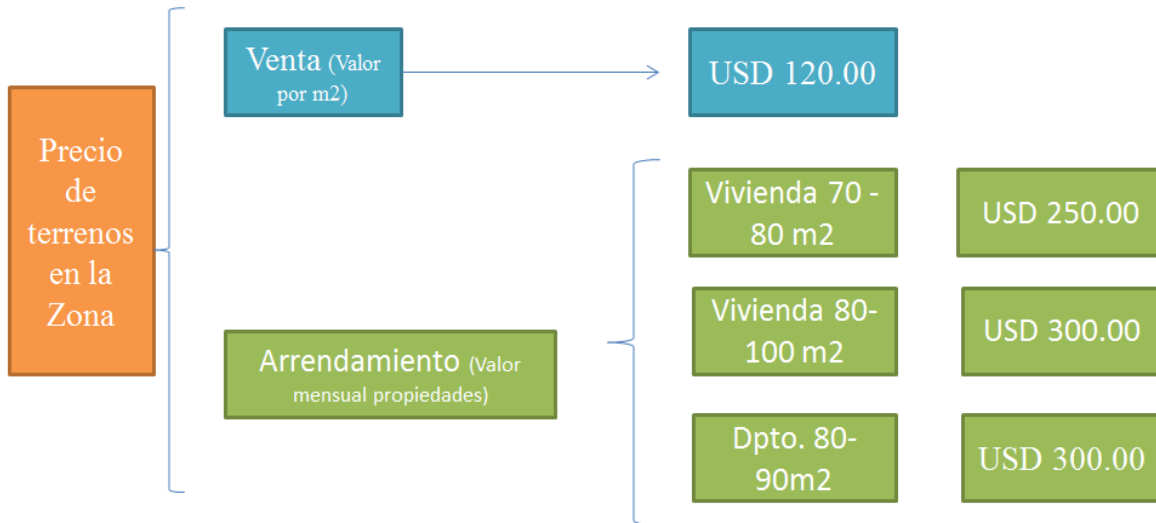 Precio
de
terrenos
en la
Zona
Venta (Valor
por m2)
USD 120.00
Arrendamiento (Valor
mensual propiedades)
Vivienda 70 -
80 m2
USD 250.00
Vivienda 80-
100 m2
USD 300.00
Dpto. 80-
90m2
USD 300.00